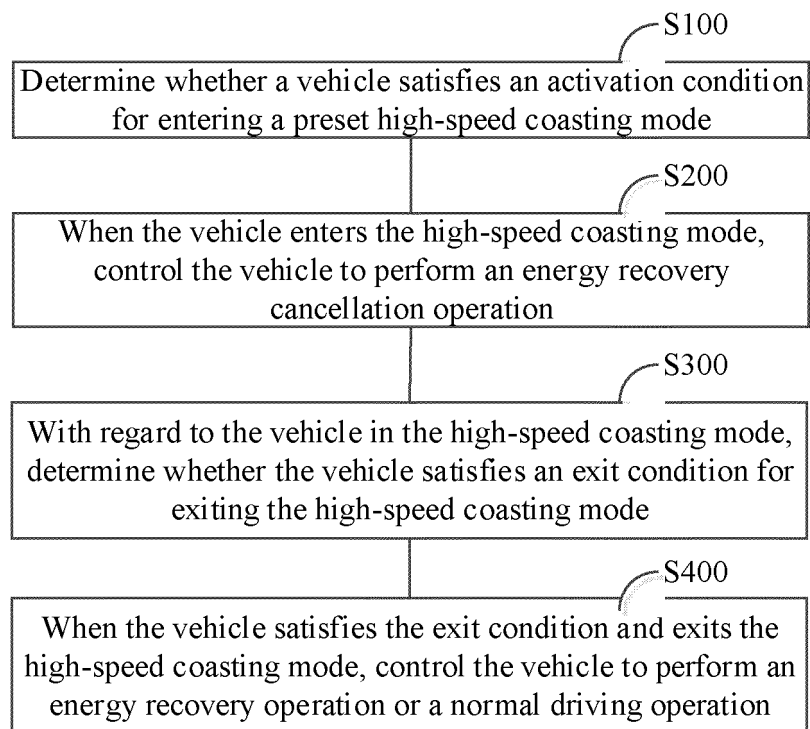 S100
Determine whether a vehicle satisfies an activation condition
for entering a preset high-speed coasting mode
S200
When the vehicle enters the high-speed coasting mode,
control the vehicle to perform an energy recovery
cancellation operation
S300
With regard to the vehicle in the high-speed coasting mode,
determine whether the vehicle satisfies an exit condition for
exiting the high-speed coasting mode
S400
When the vehicle satisfies the exit condition and exits the
high-speed coasting mode, control the vehicle to perform an
energy recovery operation or a normal driving operation